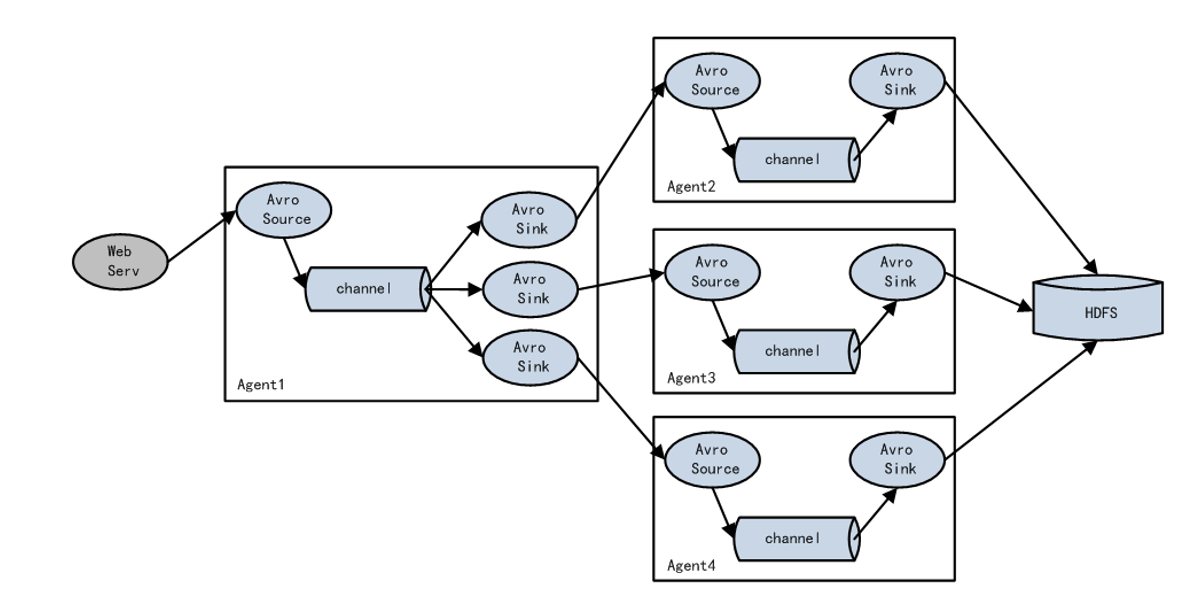 Web
Serv
Avro
Source
channel
Avro
Sink
Avro
Sink
Avro
Sink
Agent1
Avro
Source
channel
Avro
Sink
Agent2
Avro
Source
channel
Avro
Sink
Agent3
Avro
Source
channel
Avro
Sink
Agent4
HDFS